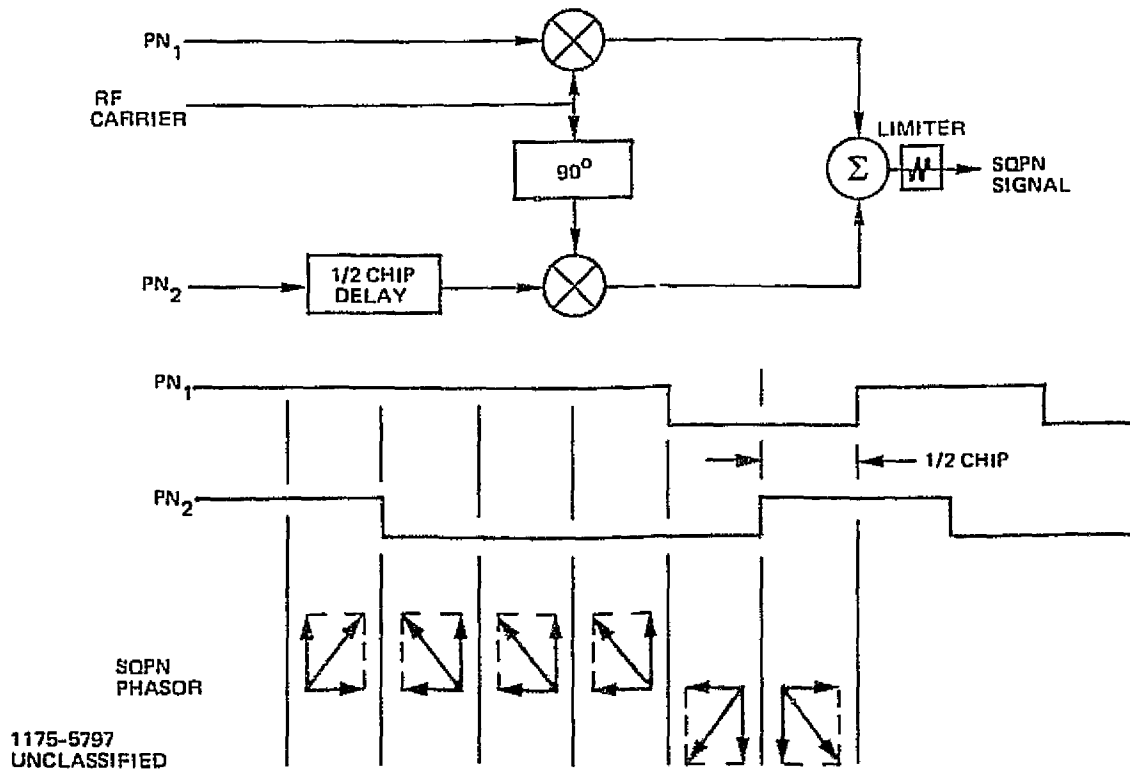 PN1
RF
CARRIER
90°
LIMITER
Σ
SQPN
SIGNAL
PN2
1/2 CHIP
DELAY
PN1
1/2 CHIP
PN2
SQPN
PHASOR
1175-5797
UNCLASSIFIED